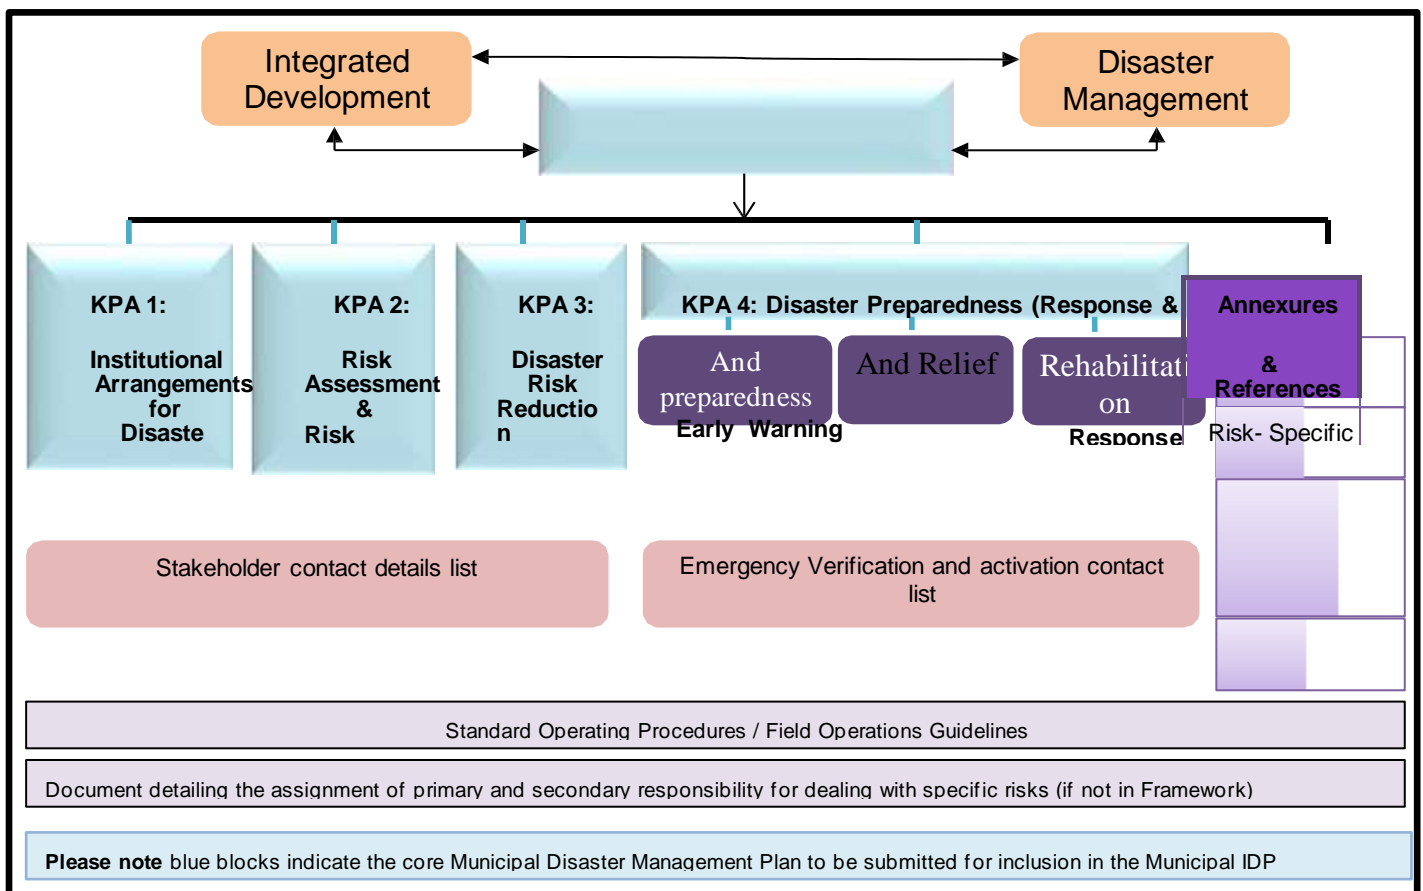 Integrated
Development
Disaster
Management
KPA 1:
Institutional
Arrangements
for
Disaste
KPA 2:
Risk
Assessment
&
Risk
KPA 3:
Disaster
Risk
Reductio
n
KPA 4: Disaster Preparedness (Response &
And
preparedness
Early Warning
And Relief
Rehabilitati
on
Response
Annexures
&
References
Risk- Specific
Stakeholder contact details list
Emergency Verification and activation contact
list
Standard Operating Procedures / Field Operations Guidelines
Document detailing the assignment of primary and secondary responsibility for dealing with specific risks (if not in Framework)
Please note blue blocks indicate the core Municipal Disaster Management Plan to be submitted for inclusion in the Municipal IDP